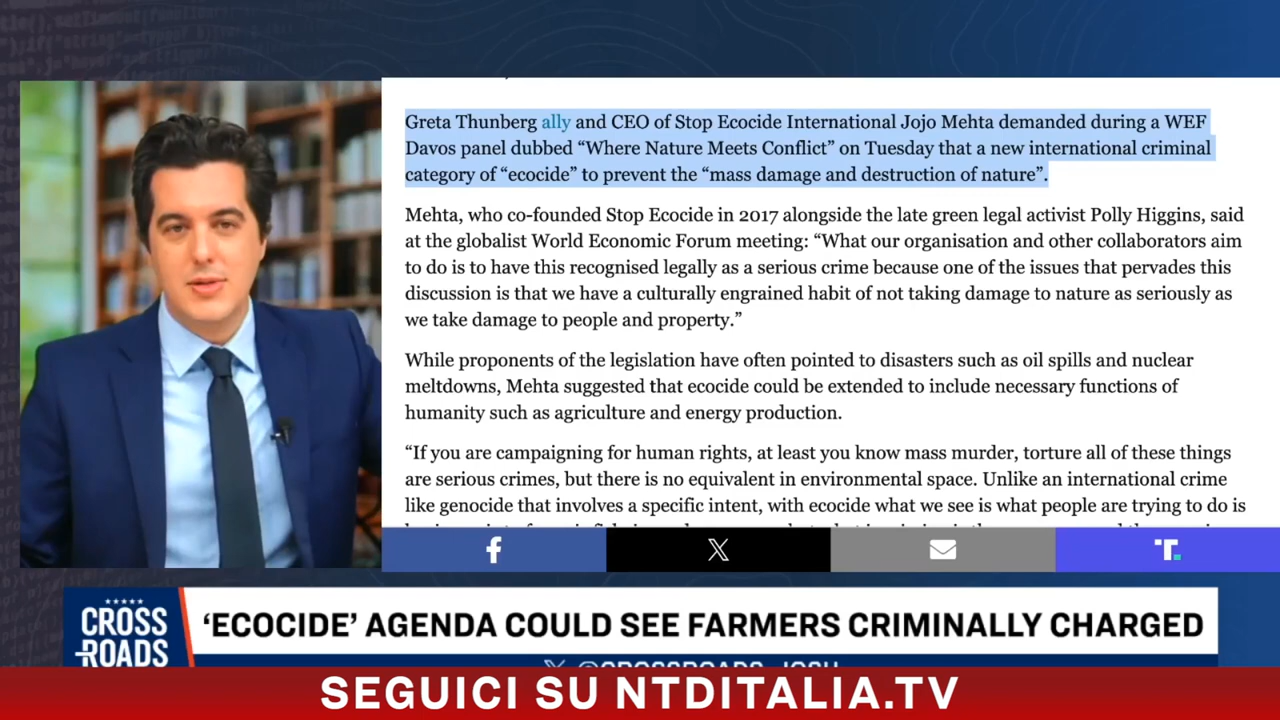 Greta Thunberg ally and CEO of Stop Ecocide International Jojo Mehta demanded during a WEF
Davos panel dubbed “Where Nature Meets Conflict” on Tuesday that a new international criminal
category of “ecocide” to prevent the “mass damage and destruction of nature”.
Mehta, who co-founded Stop Ecocide in 2017 alongside the late green legal activist Polly Higgins, said
at the globalist World Economic Forum meeting: “What our organisation and other collaborators aim
to do is to have this recognised legally as a serious crime because one of the issues that pervades this
discussion is that we have a culturally engrained habit of not taking damage to nature as seriously as
we take damage to people and property.”
While proponents of the legislation have often pointed to disasters such as oil spills and nuclear
meltdowns, Mehta suggested that ecocide could be extended to include necessary functions of
humanity such as agriculture and energy production.
“If you are campaigning for human rights, at least you know mass murder, torture all of these things
are serious crimes, but there is no equivalent in environmental space. Unlike an international crime
like genocide that involves a specific intent, with ecocide what we see is what people are trying to do is
CROSS
ROADS
‘ECOCIDE’ AGENDA COULD SEE FARMERS CRIMINALLY CHARGED
@CROSSROADS_JOSH
SEGUICI SU NTDITALIA.TV